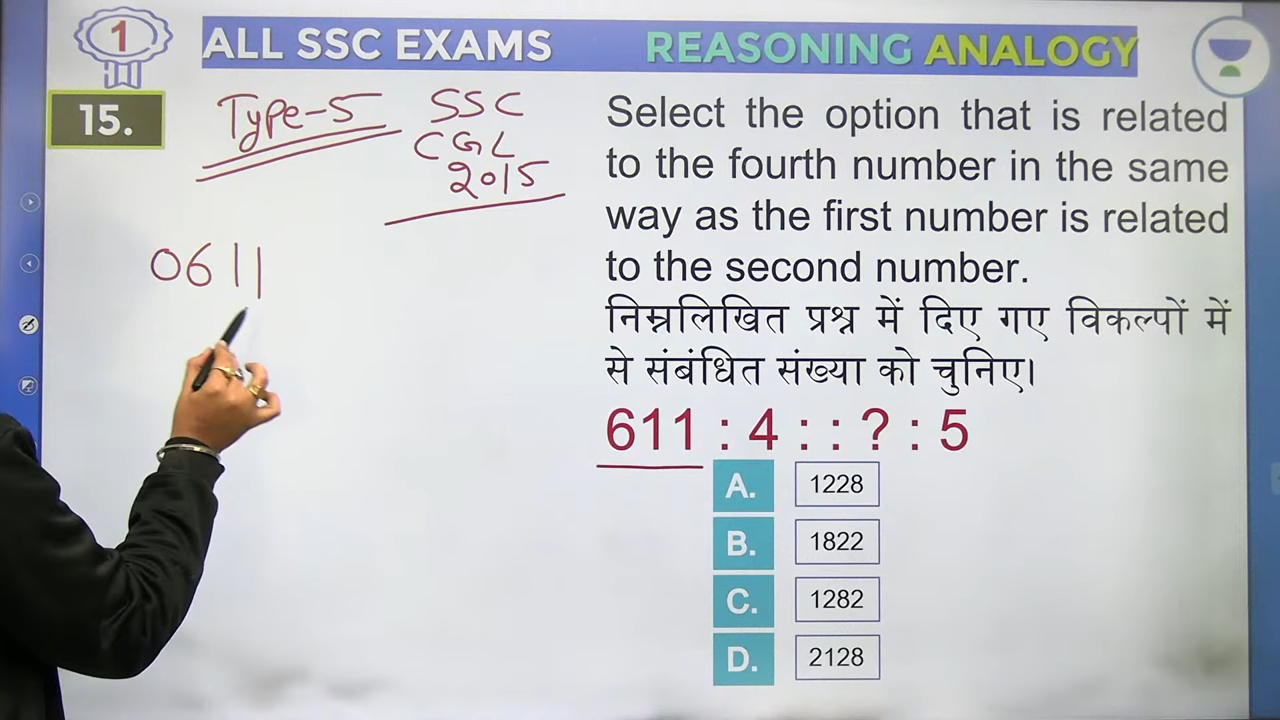 1
ALL SSC EXAMS
REASONING ANALOGY
15.
Type-5
SSC
CGL
2015
0611
Select the option that is related
to the fourth number in the same
way as the first number is related
to the second number.
निम्नलिखित प्रश्न में दिए गए विकल्पों में
से संबंधित संख्या को चुनिए।
611 : 4 : : ? : 5
A. 1228
B. 1822
C. 1282
D. 2128